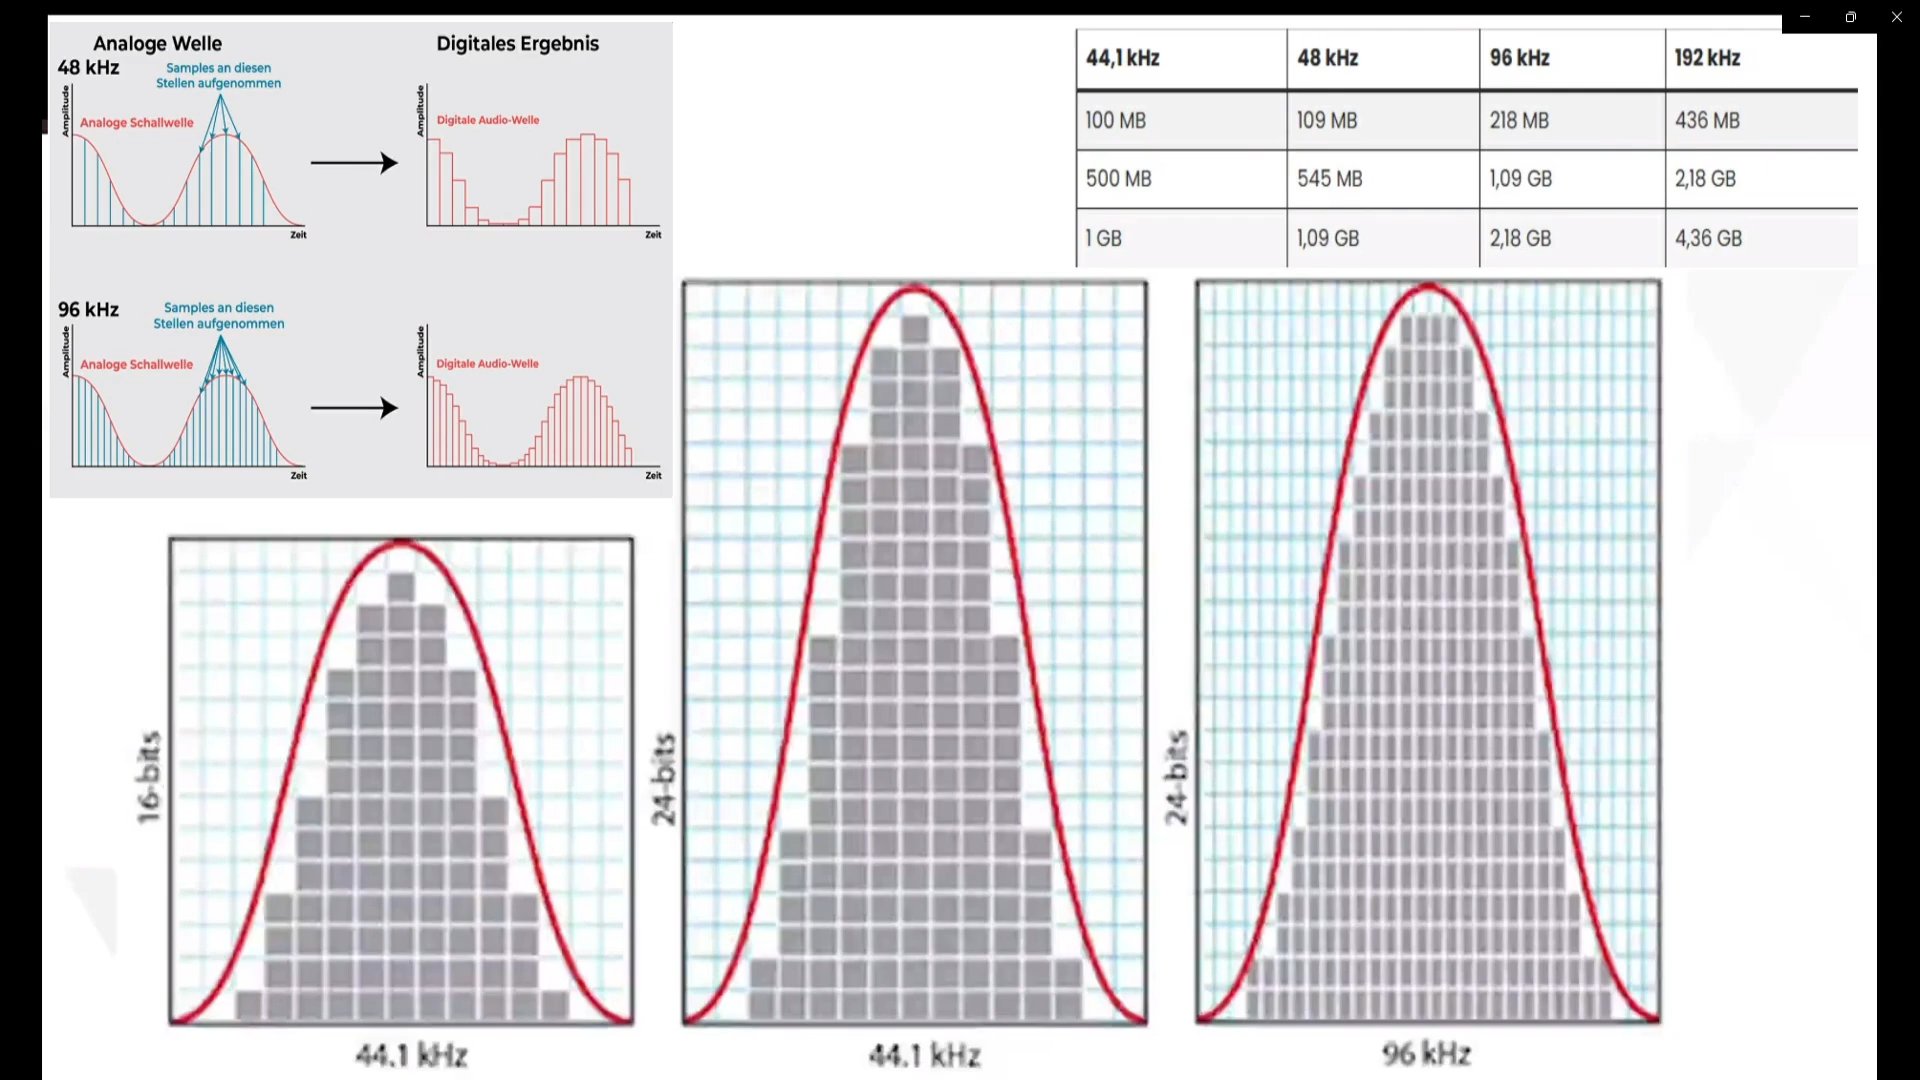 Analoge Welle
Digitales Ergebnis
48 kHz
Samples an diesen
Stellen aufgenommen
Amplitude
Analoge Schallwelle
Zeit
Amplitude
Digitale Audio-Welle
Zeit
96 kHz
Samples an diesen
Stellen aufgenommen
Amplitude
Analoge Schallwelle
Zeit
Amplitude
Digitale Audio-Welle
Zeit
44,1 kHz 48 kHz 96 kHz 192 kHz
100 MB 109 MB 218 MB 436 MB
500 MB 545 MB 1,09 GB 2,18 GB
1 GB 1,09 GB 2,18 GB 4,36 GB
16-bits
44.1 kHz
24-bits
44.1 kHz
24-bits
96 kHz